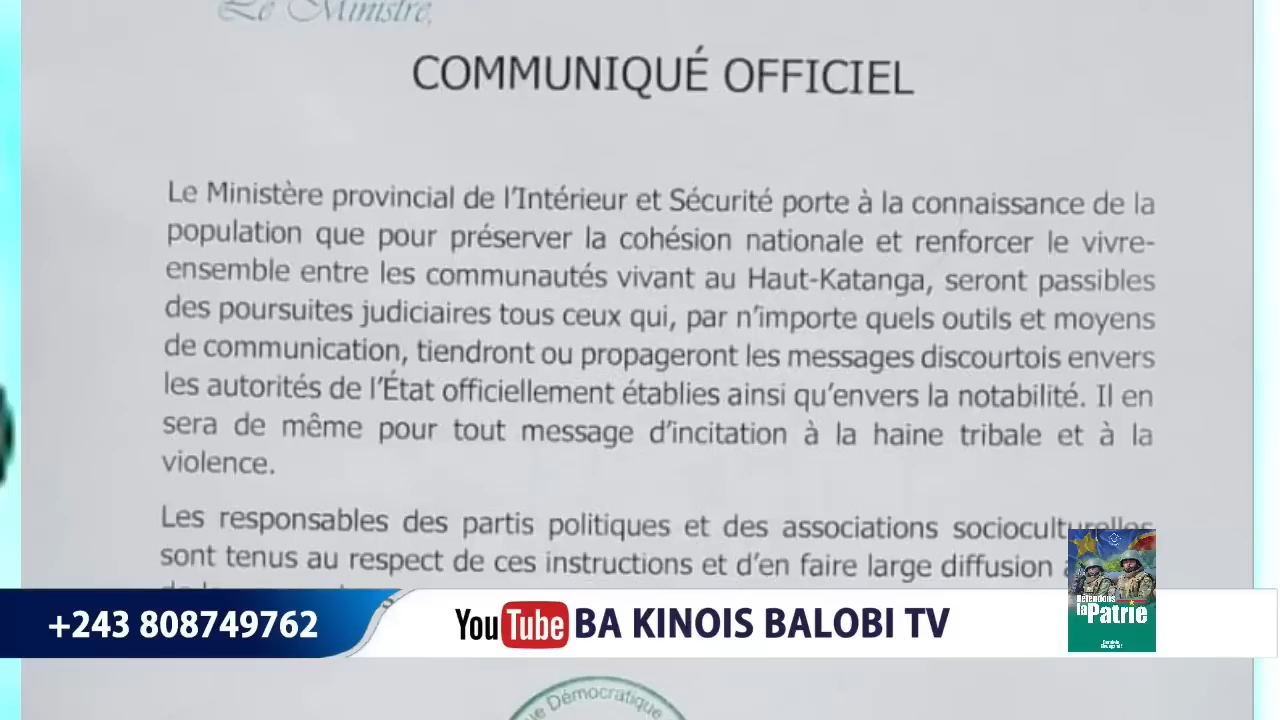 Le Ministre,
COMMUNIQUÉ OFFICIEL
Le Ministère provincial de l'Intérieur et Sécurité porte à la connaissance de la
population que pour préserver la cohésion nationale et renforcer le vivre-
ensemble entre les communautés vivant au Haut-Katanga, seront passibles
des poursuites judiciaires tous ceux qui, par n'importe quels outils et moyens
de communication, tiendront ou propageront les messages discourtois envers
les autorités de l'État officiellement établies ainsi qu'envers la notabilité. Il en
sera de même pour tout message d'incitation à la haine tribale et à la
violence.
Les responsables des partis politiques et des associations socioculturelles
sont tenus au respect de ces instructions et d'en faire large diffusion
+243 808749762
YouTube BA KINOIS BALOBI TV
Défendons
la Patrie
Démocratique